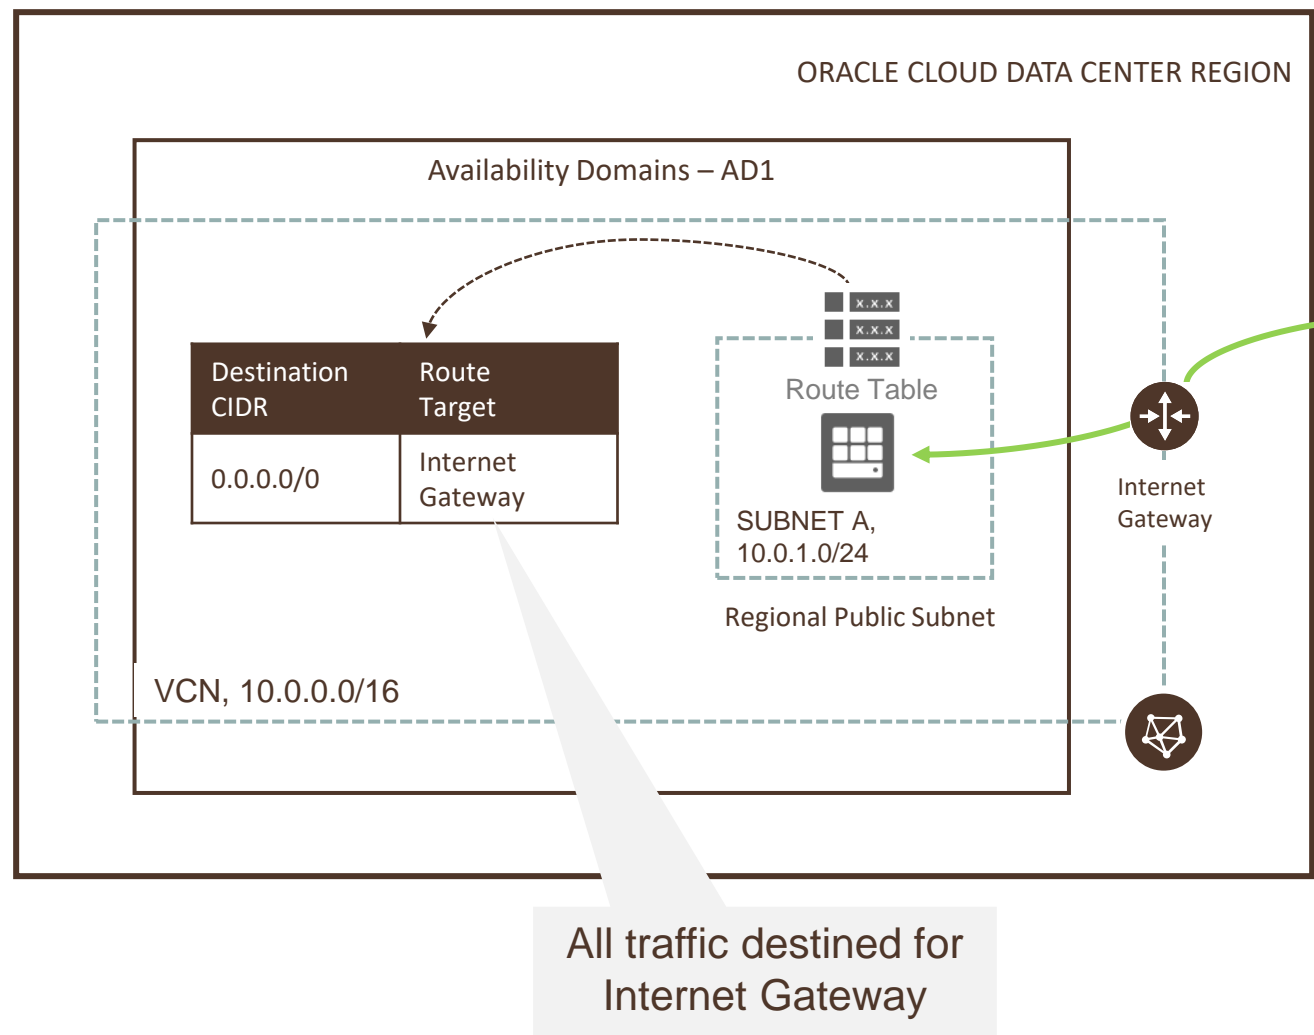 ORACLE CLOUD DATA CENTER REGION
Availability Domains – AD1
x.x.x
x.x.x
x.x.x
Route Table
Destination
CIDR
Route
Target
0.0.0.0/0
Internet
Gateway
SUBNET A,
10.0.1.0/24
Regional Public Subnet
Internet
Gateway
VCN, 10.0.0.0/16
All traffic destined for
Internet Gateway